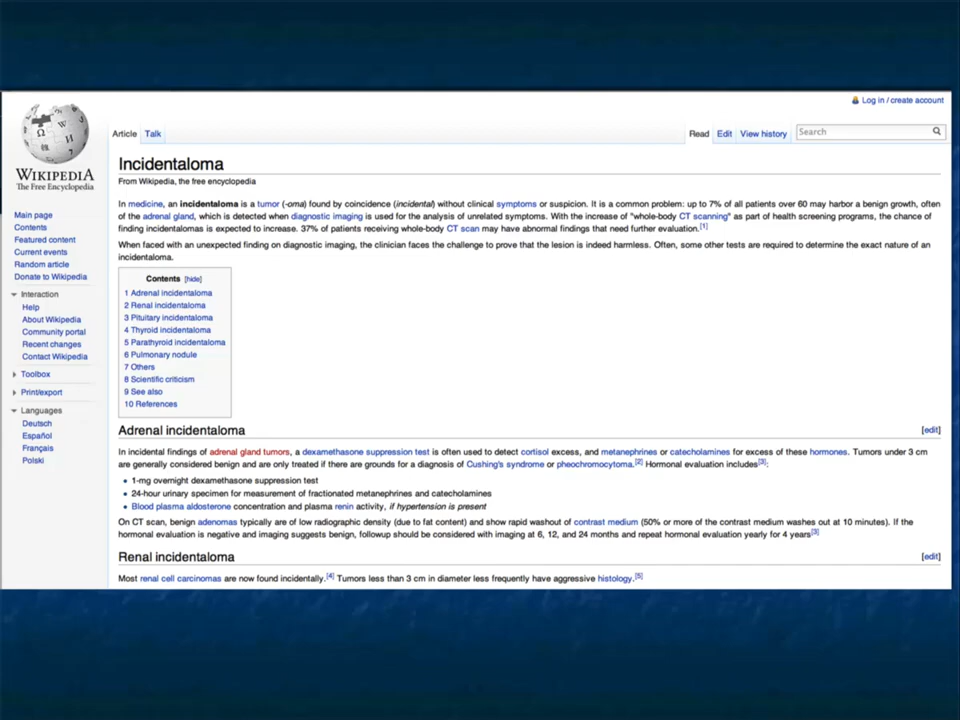 Log in / create account
WIKIPEDIA
The Free Encyclopedia
Main page
Contents
Featured content
Current events
Random article
Donate to Wikipedia
Interaction
Help
About Wikipedia
Community portal
Recent changes
Contact Wikipedia
Toolbox
Print/export
Languages
Deutsch
Español
Français
Polski
Article Talk
Read Edit View history
Search
Incidentaloma
From Wikipedia, the free encyclopedia
In medicine, an incidentaloma is a tumor (-oma) found by coincidence (incidental) without clinical symptoms or suspicion. It is a common problem: up to 7% of all patients over 60 may harbor a benign growth, often
of the adrenal gland, which is detected when diagnostic imaging is used for the analysis of unrelated symptoms. With the increase of "whole-body CT scanning" as part of health screening programs, the chance of
finding incidentalomas is expected to increase. 37% of patients receiving whole-body CT scan may have abnormal findings that need further evaluation.[1]
When faced with an unexpected finding on diagnostic imaging, the clinician faces the challenge to prove that the lesion is indeed harmless. Often, some other tests are required to determine the exact nature of an
incidentaloma.
Contents [hide]
1 Adrenal incidentaloma
2 Renal incidentaloma
3 Pituitary incidentaloma
4 Thyroid incidentaloma
5 Parathyroid incidentaloma
6 Pulmonary nodule
7 Others
8 Scientific criticism
9 See also
10 References
Adrenal incidentaloma [edit]
In incidental findings of adrenal gland tumors, a dexamethasone suppression test is often used to detect cortisol excess, and metanephrines or catecholamines for excess of these hormones. Tumors under 3 cm
are generally considered benign and are only treated if there are grounds for a diagnosis of Cushing's syndrome or pheochromocytoma.[2] Hormonal evaluation includes[3]:
• 1-mg overnight dexamethasone suppression test
• 24-hour urinary specimen for measurement of fractionated metanephrines and catecholamines
• Blood plasma aldosterone concentration and plasma renin activity, if hypertension is present
On CT scan, benign adenomas typically are of low radiographic density (due to fat content) and show rapid washout of contrast medium (50% or more of the contrast medium washes out at 10 minutes). If the
hormonal evaluation is negative and imaging suggests benign, followup should be considered with imaging at 6, 12, and 24 months and repeat hormonal evaluation yearly for 4 years[3]
Renal incidentaloma [edit]
Most renal cell carcinomas are now found incidentally.[4] Tumors less than 3 cm in diameter less frequently have aggressive histology.[5]